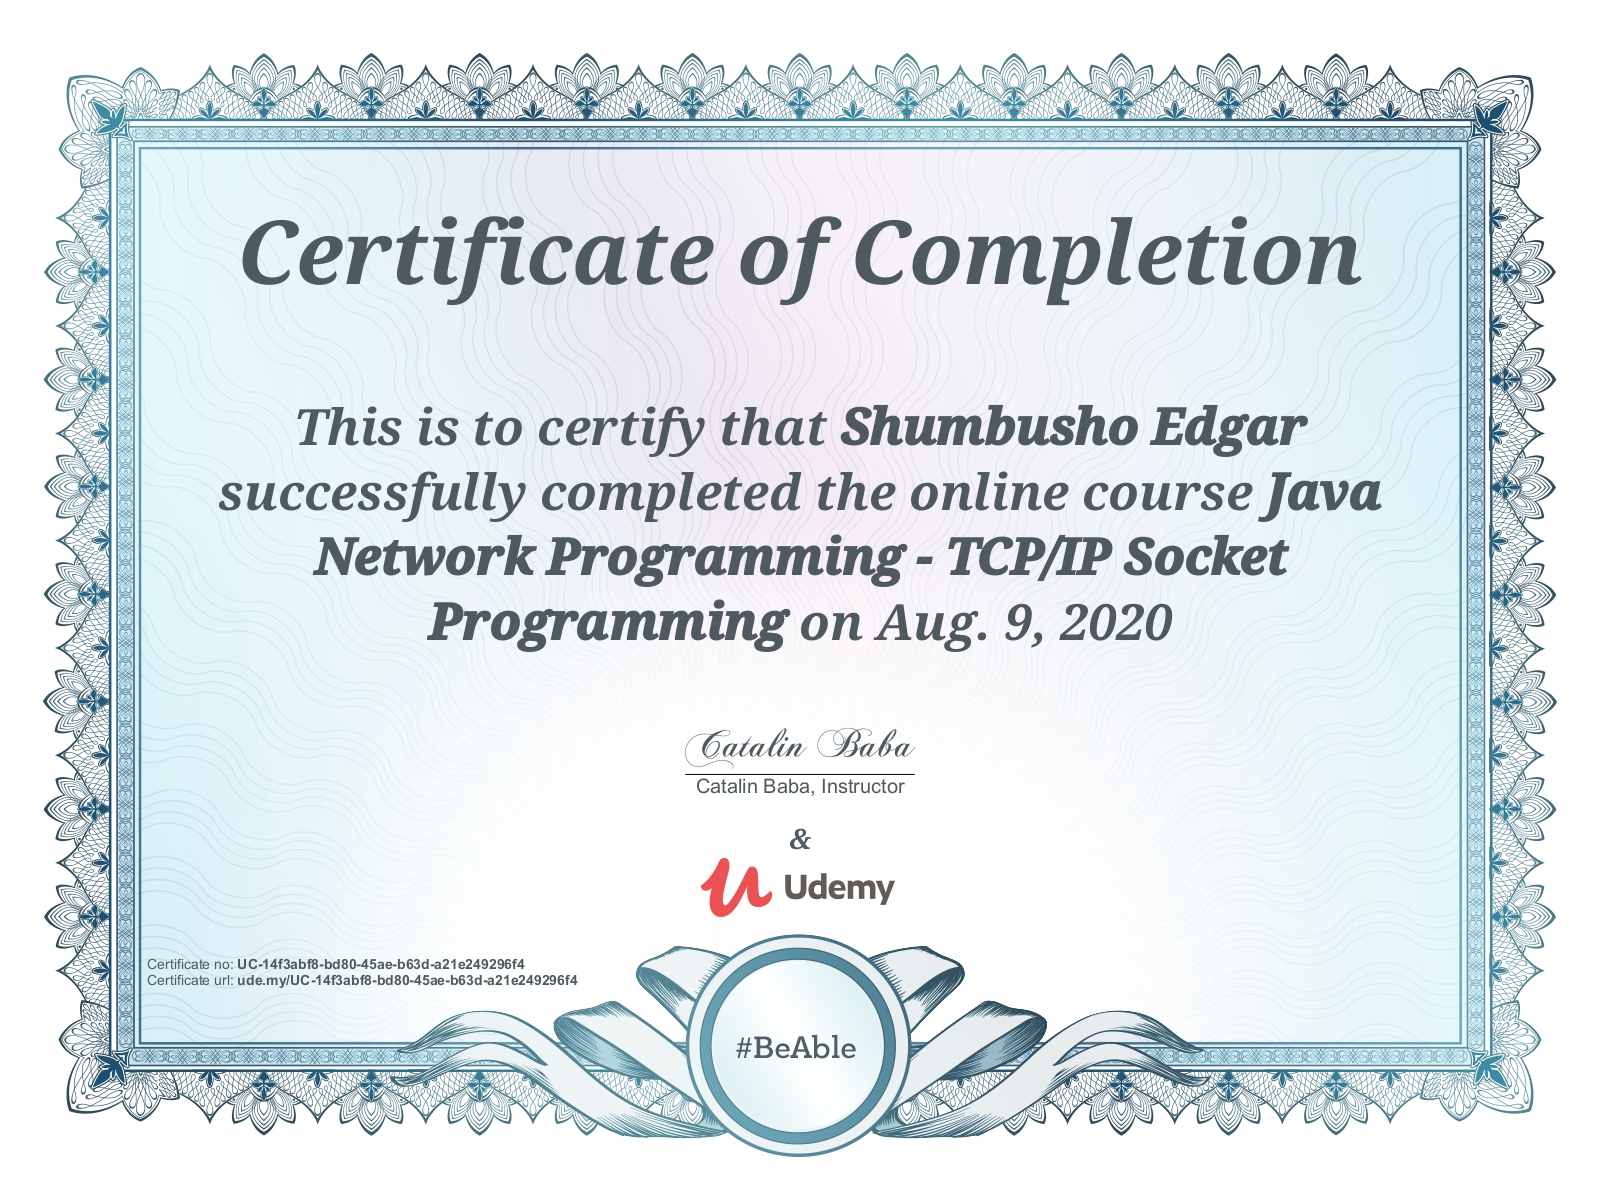 Certificate of Completion
This is to certify that Shumbusho Edgar
successfully completed the online course Java
Network Programming - TCP/IP Socket
Programming on Aug. 9, 2020
Catalin Baba
Catalin Baba, Instructor
&
Udemy
Certificate no: UC-14f3abf8-bd80-45ae-b63d-a21e249296f4
Certificate url: ude.my/UC-14f3abf8-bd80-45ae-b63d-a21e249296f4
#BeAble